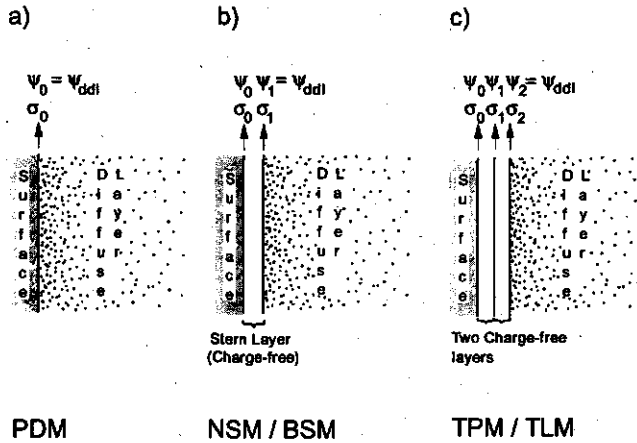 a)
ψ0 = ψddl
σ0
Surface
Diffuse
Layer
PDM
b)
ψ0 ψ1 = ψddl
σ0 σ1
Surface
Diffuse
Layer
Stern Layer
(Charge-free)
NSM / BSM
c)
ψ0 ψ1 ψ2 = ψddl
σ0 σ1 σ2
Surface
Diffuse
Layer
Two Charge-free
layers
TPM / TLM